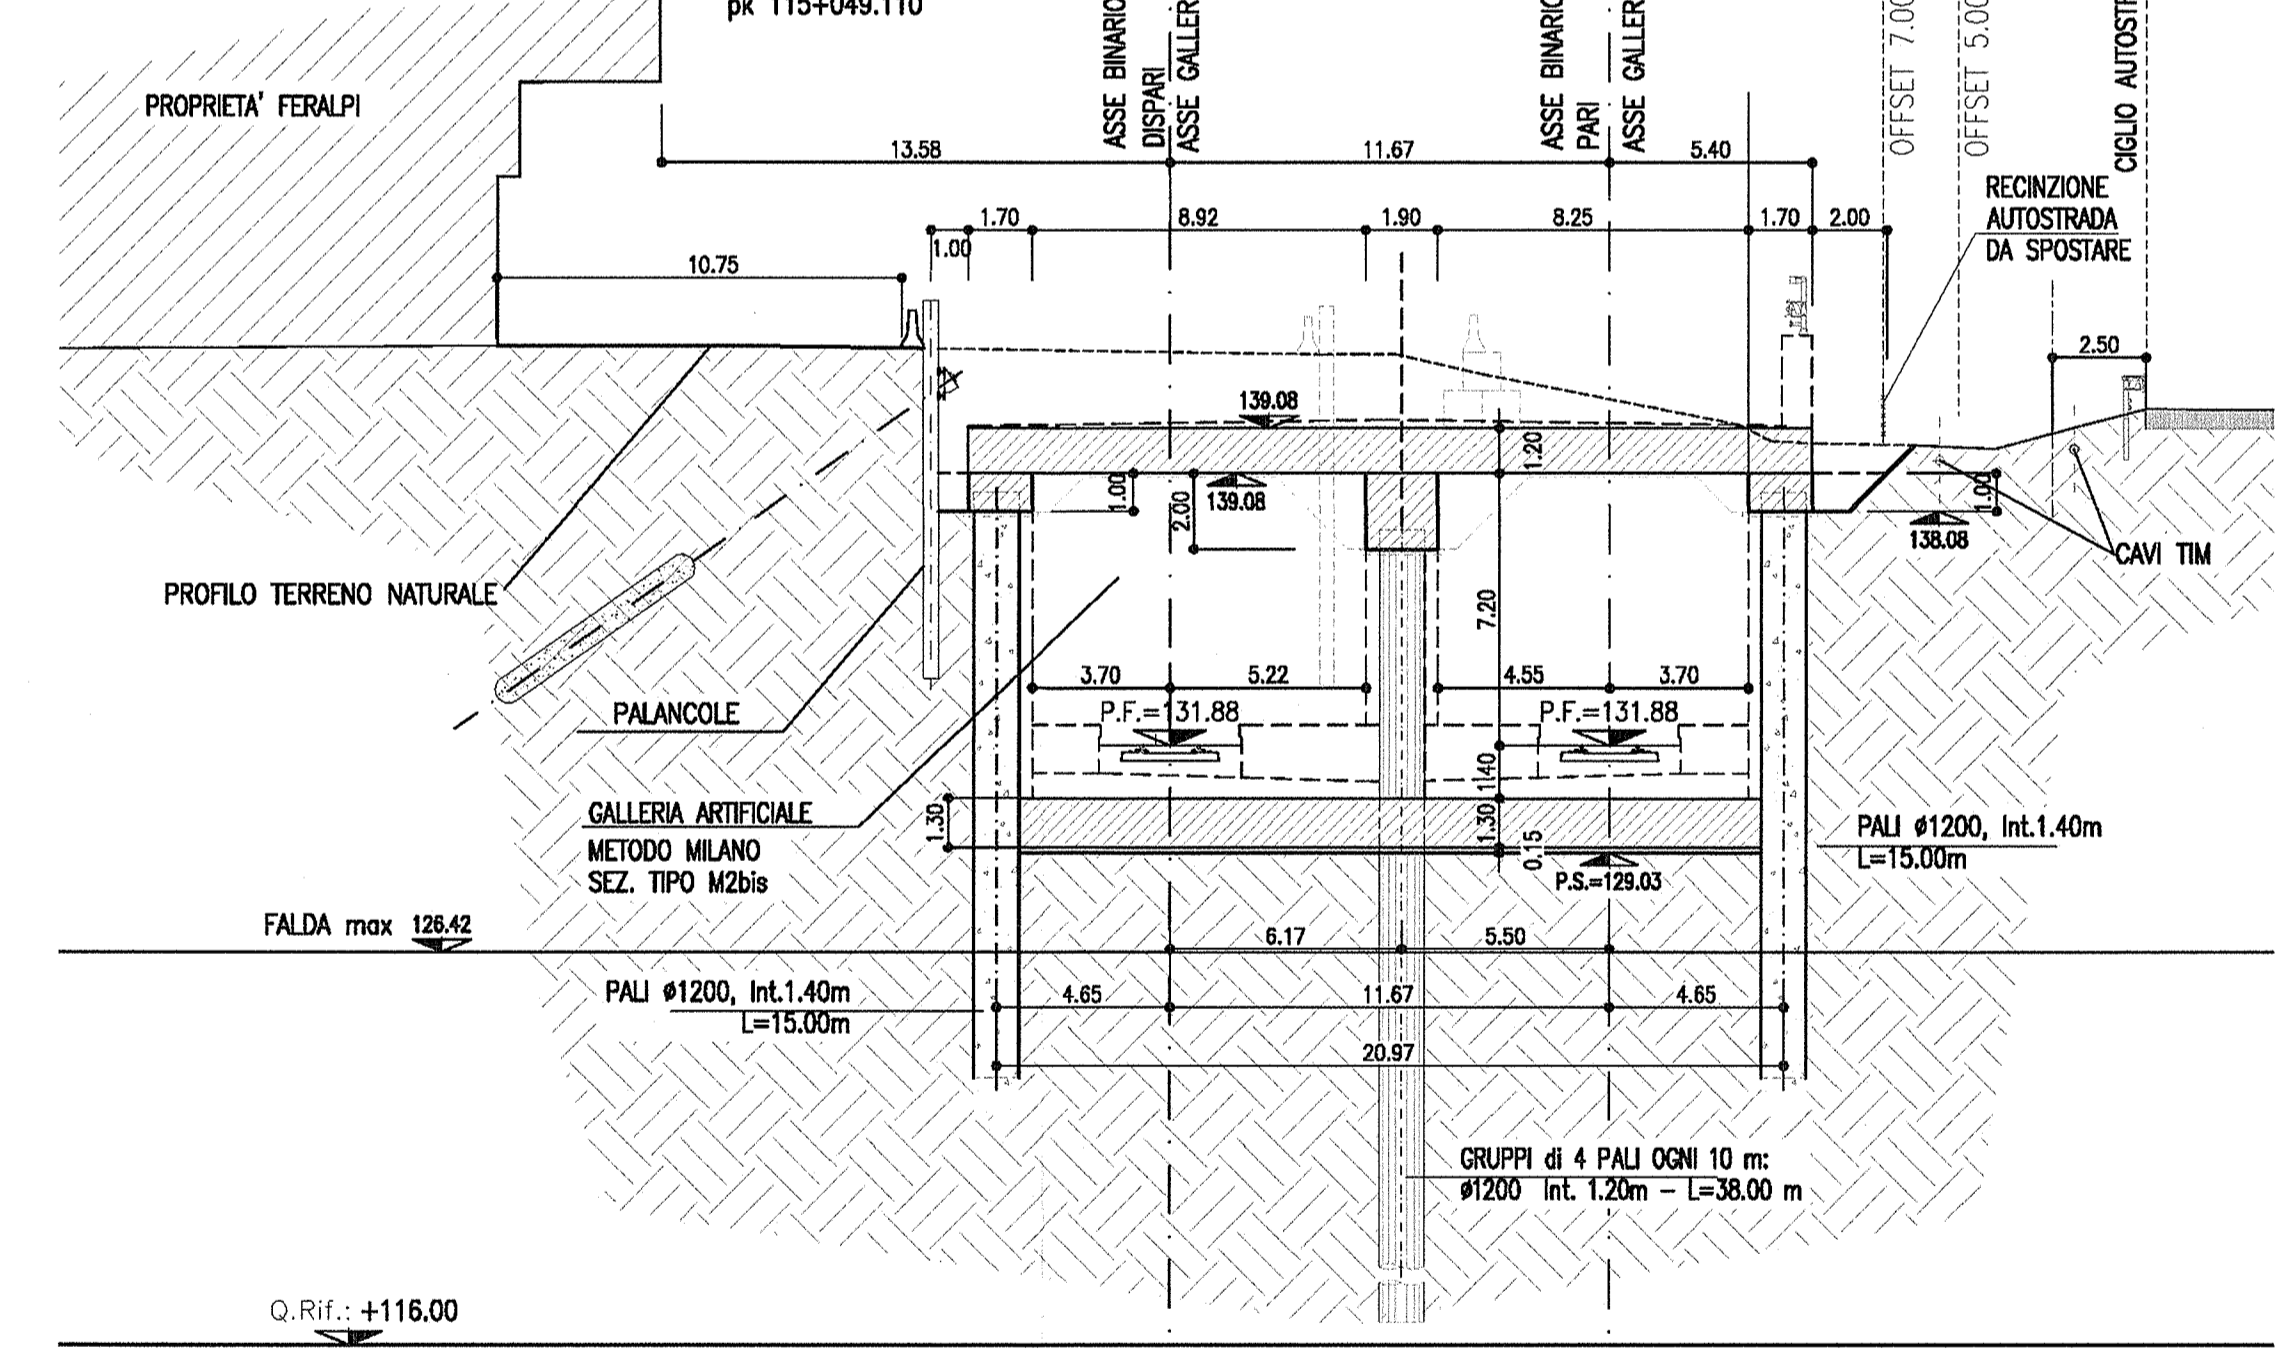 pk 115+049.110
ASSE BINARIO
DISPARI
ASSE GALLER
ASSE BINARIO
PARI
ASSE GALLER
OFFSET 7.00
OFFSET 5.00
CIGLIO AUTOSTR
PROPRIETA' FERALPI
13.58
11.67
5.40
RECINZIONE
AUTOSTRADA
DA SPOSTARE
1.70
8.92
1.90
8.25
1.70
2.00
1.00
10.75
2.50
139.08
1.20
1.00
2.00
139.08
1.00
138.08
CAVI TIM
PROFILO TERRENO NATURALE
7.20
3.70
5.22
4.55
3.70
PALANCOLE
P.F.=131.88
P.F.=131.88
140
GALLERIA ARTIFICIALE
METODO MILANO
SEZ. TIPO M2bis
1.30
1.30
0.15
P.S.=129.03
PALI ø1200, Int.1.40m
L=15.00m
FALDA max 126.42
6.17
5.50
PALI ø1200, Int.1.40m
L=15.00m
4.65
11.67
4.65
20.97
GRUPPI di 4 PALI OGNI 10 m:
ø1200 Int. 1.20m – L=38.00 m
Q.Rif.: +116.00